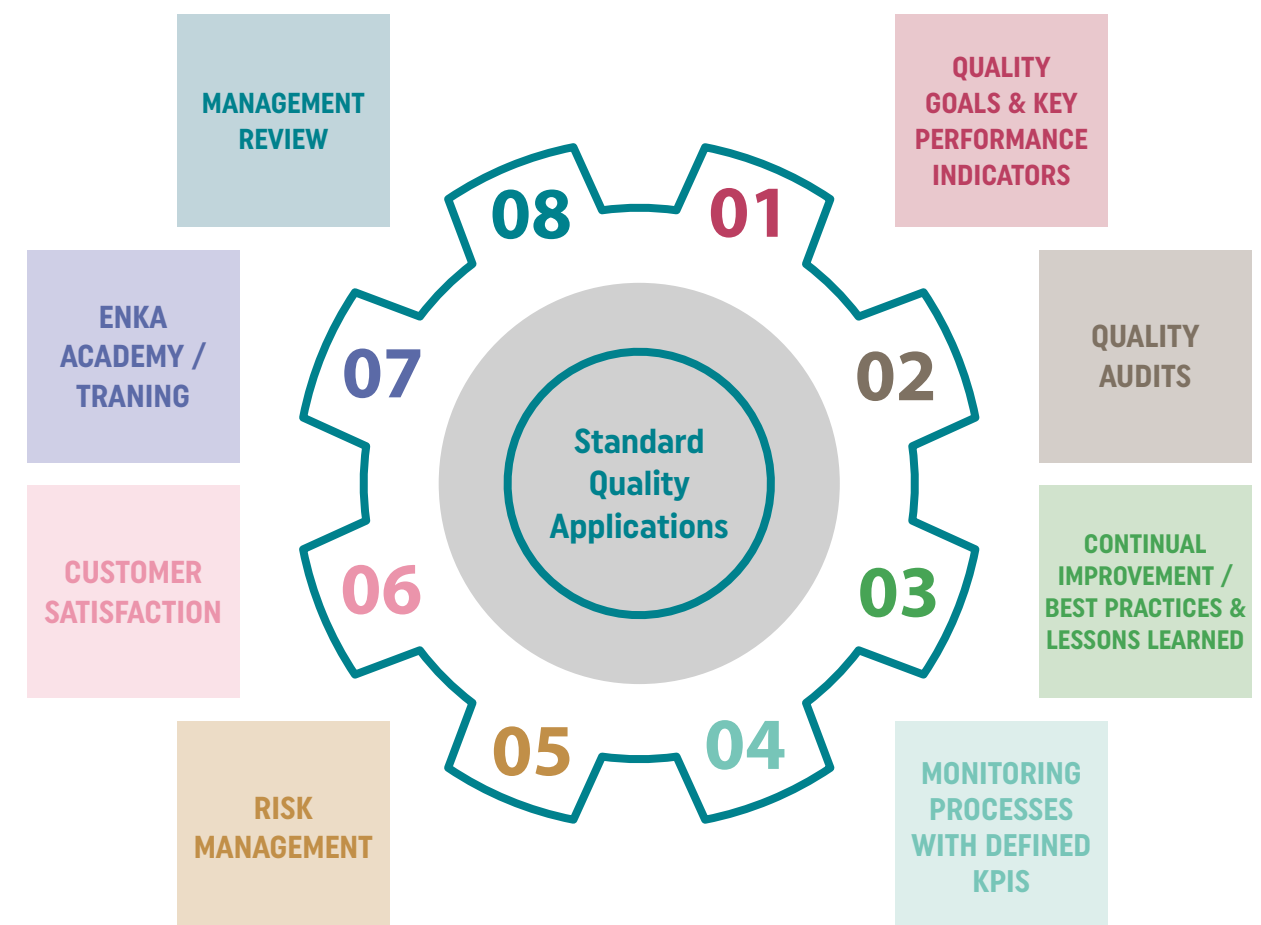 MANAGEMENT
REVIEW
QUALITY
GOALS & KEY
PERFORMANCE
INDICATORS
08
01
ENKA
ACADEMY /
TRANING
07
02
QUALITY
AUDITS
Standard
Quality
Applications
CUSTOMER
SATISFACTION
06
03
CONTINUAL
IMPROVEMENT /
BEST PRACTICES &
LESSONS LEARNED
05
04
RISK
MANAGEMENT
MONITORING
PROCESSES
WITH DEFINED
KPIS